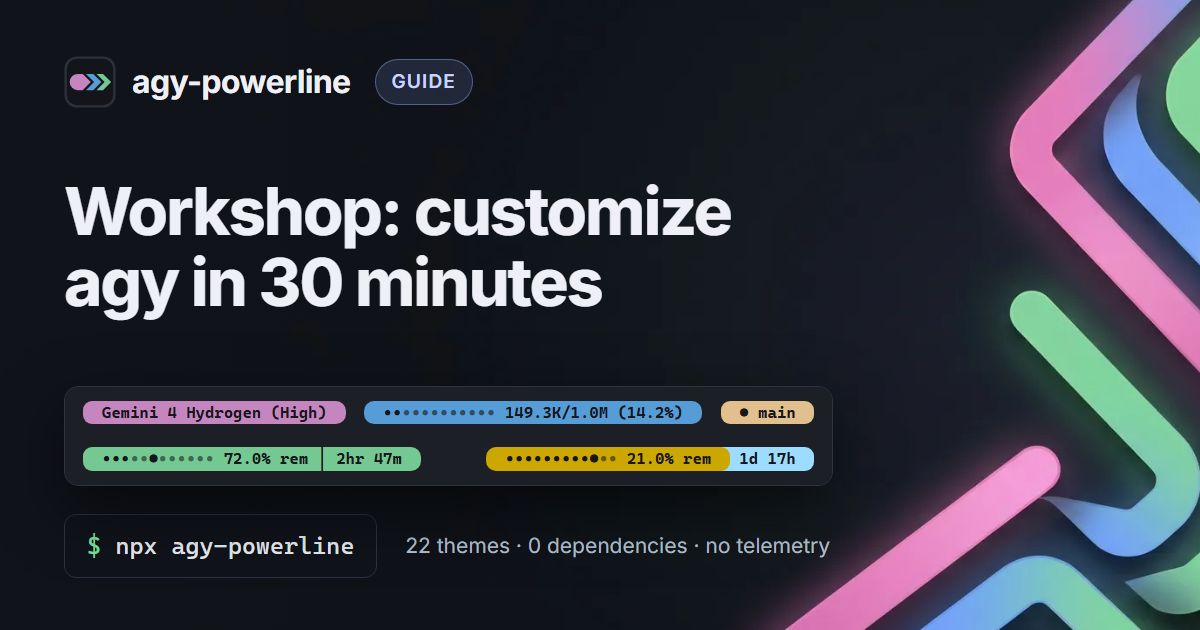 agy-powerline GUIDE
Workshop: customize
agy in 30 minutes
Gemini 4 Hydrogen (High) 149.3K/1.0M (14.2%) ● main
72.0% rem 2hr 47m 21.0% rem 1d 17h
$ npx agy-powerline 22 themes · 0 dependencies · no telemetry